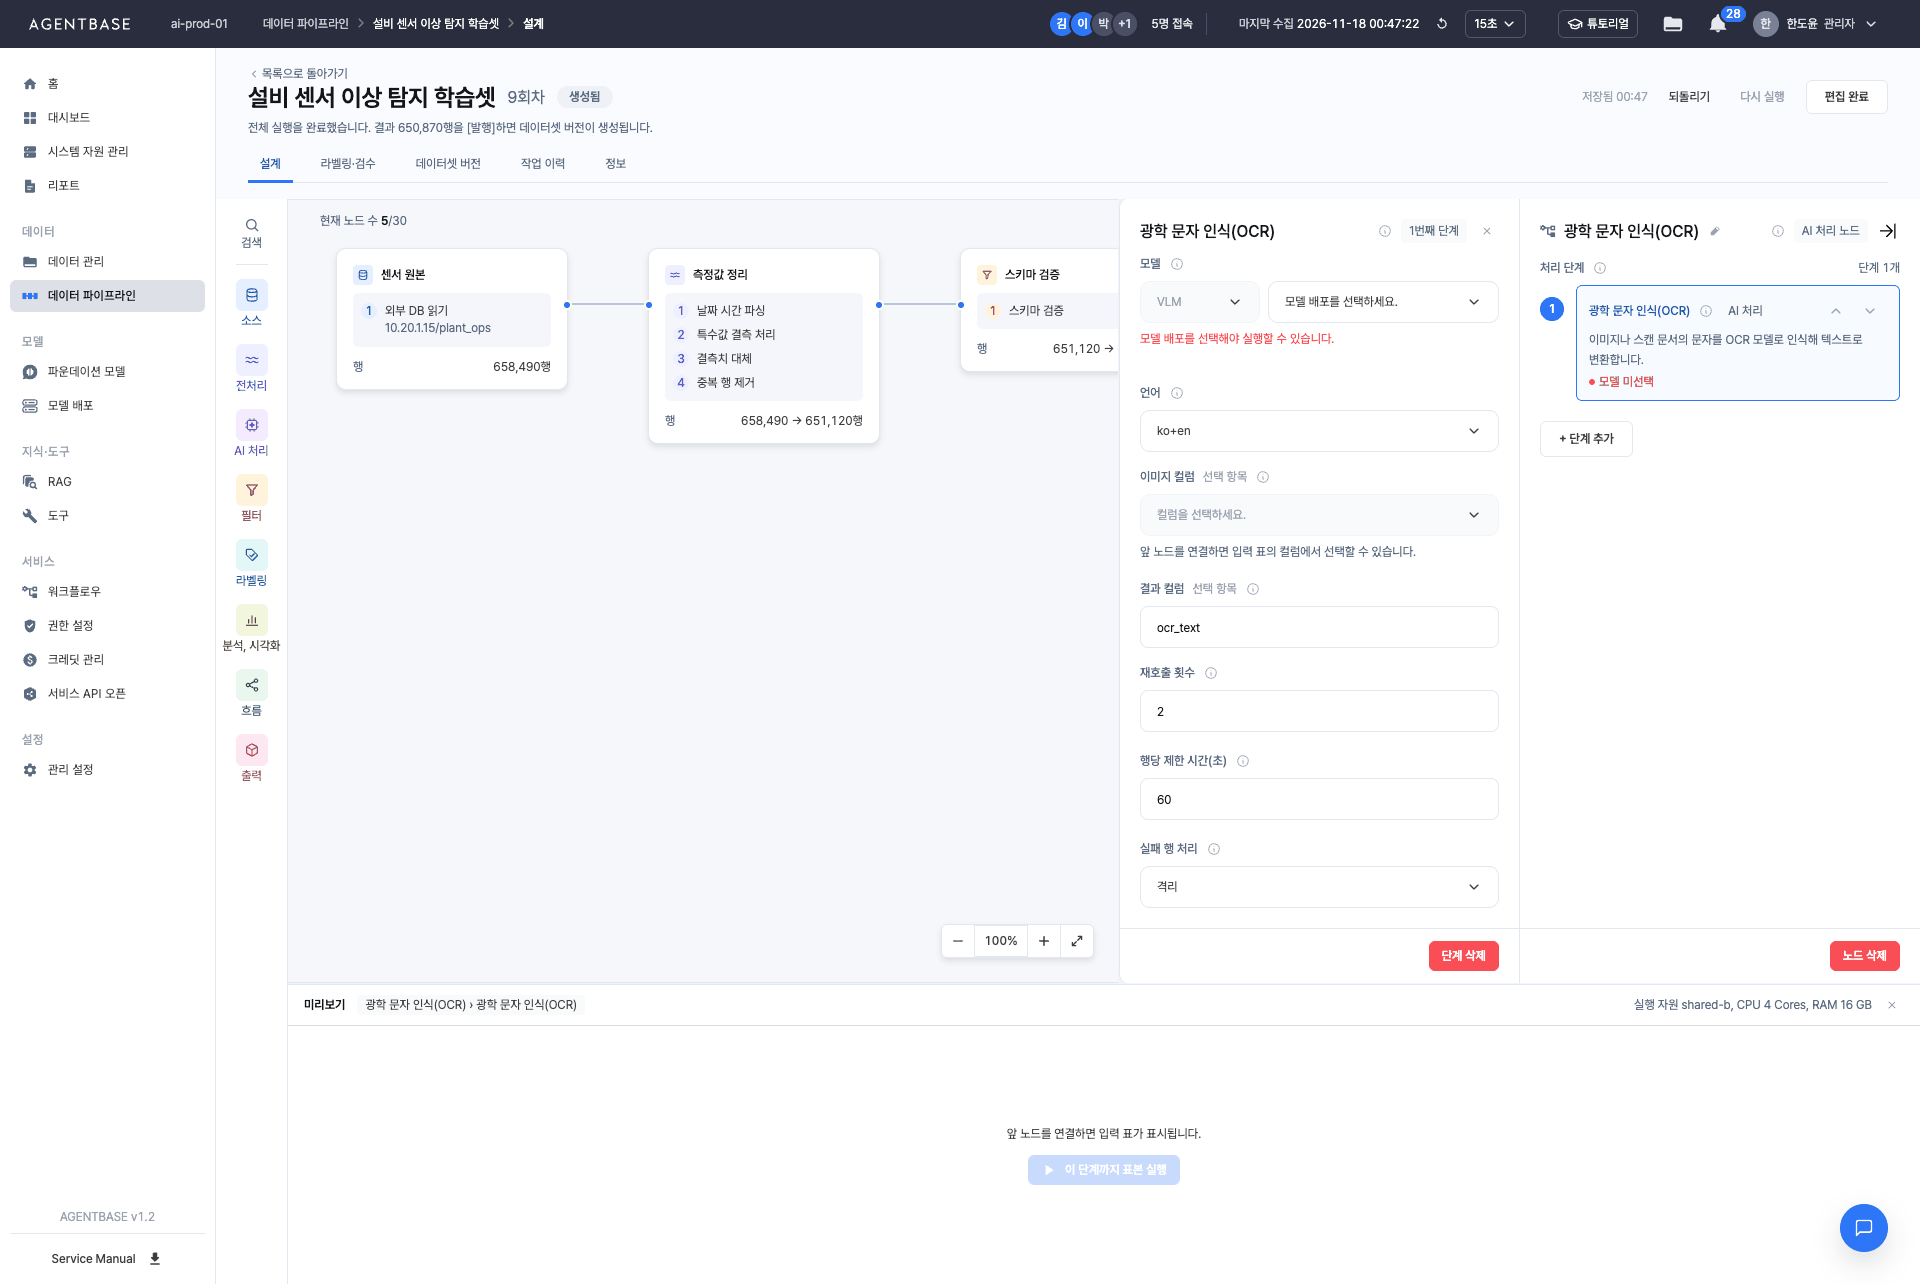 AGENTBASE
ai-prod-01
데이터 파이프라인 > 설비 센서 이상 탐지 학습셋 > 설계
김 이 박 +1
5명 접속
마지막 수집 2026-11-18 00:47:22
15초
튜토리얼
28
한
한도윤 관리자
홈
대시보드
시스템 자원 관리
리포트
데이터
데이터 관리
데이터 파이프라인
모델
파운데이션 모델
모델 배포
지식·도구
RAG
도구
서비스
워크플로우
권한 설정
크레딧 관리
서비스 API 오픈
설정
관리 설정
AGENTBASE v1.2
Service Manual
목록으로 돌아가기
설비 센서 이상 탐지 학습셋 9회차 생성됨
저장됨 00:47
되돌리기
다시 실행
편집 완료
전체 실행을 완료했습니다. 결과 650,870행을 [발행]하면 데이터셋 버전이 생성됩니다.
설계
라벨링·검수
데이터셋 버전
작업 이력
정보
검색
소스
전처리
AI 처리
필터
라벨링
분석, 시각화
흐름
출력
현재 노드 수 5/30
센서 원본
1 외부 DB 읽기
10.20.1.15/plant_ops
행 658,490행
측정값 정리
1 날짜 시간 파싱
2 특수값 결측 처리
3 결측치 대체
4 중복 행 제거
행 658,490 → 651,120행
스키마 검증
1 스키마 검증
행 651,120 →
100%
광학 문자 인식(OCR)
1번째 단계
모델
VLM
모델 배포를 선택하세요.
모델 배포를 선택해야 실행할 수 있습니다.
언어
ko+en
이미지 컬럼 선택 항목
컬럼을 선택하세요.
앞 노드를 연결하면 입력 표의 컬럼에서 선택할 수 있습니다.
결과 컬럼 선택 항목
ocr_text
재호출 횟수
2
행당 제한 시간(초)
60
실패 행 처리
격리
단계 삭제
광학 문자 인식(OCR)
AI 처리 노드
처리 단계
단계 1개
1
광학 문자 인식(OCR) AI 처리
이미지나 스캔 문서의 문자를 OCR 모델로 인식해 텍스트로
변환합니다.
모델 미선택
+ 단계 추가
노드 삭제
미리보기
광학 문자 인식(OCR) › 광학 문자 인식(OCR)
실행 자원 shared-b, CPU 4 Cores, RAM 16 GB
앞 노드를 연결하면 입력 표가 표시됩니다.
이 단계까지 표본 실행